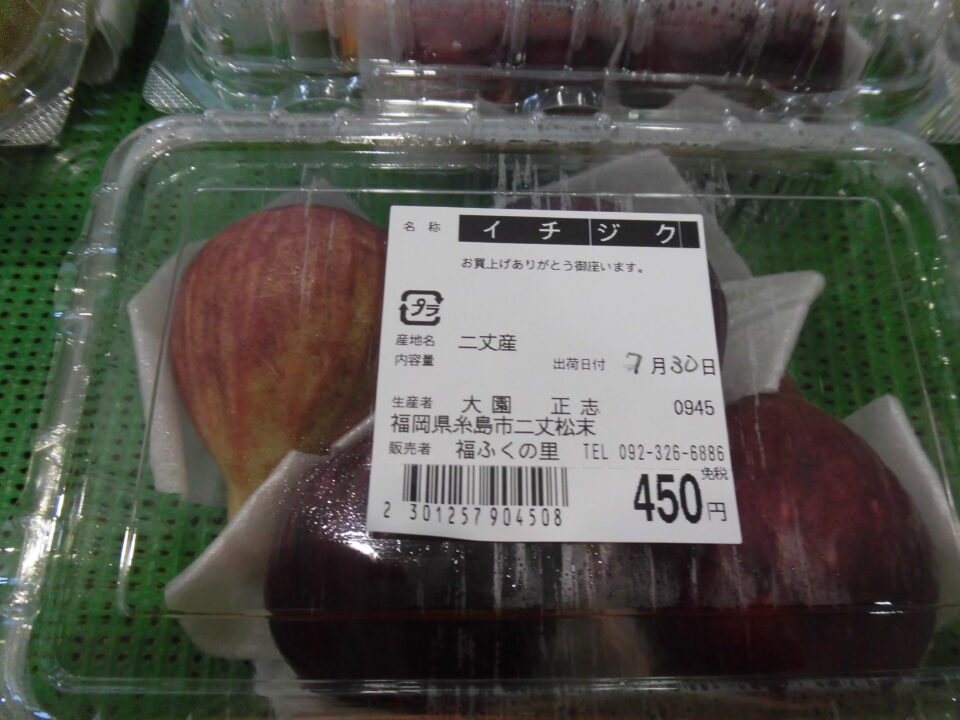 名称 イチジク
お買上げありがとう御座います。
プラ
産地名 二丈産
内容量 出荷日付 7月30日
生産者 大園 正志 0945
福岡県糸島市二丈松末
販売者 福ふくの里 TEL 092-326-6886
免税
450円
2 301257 904508